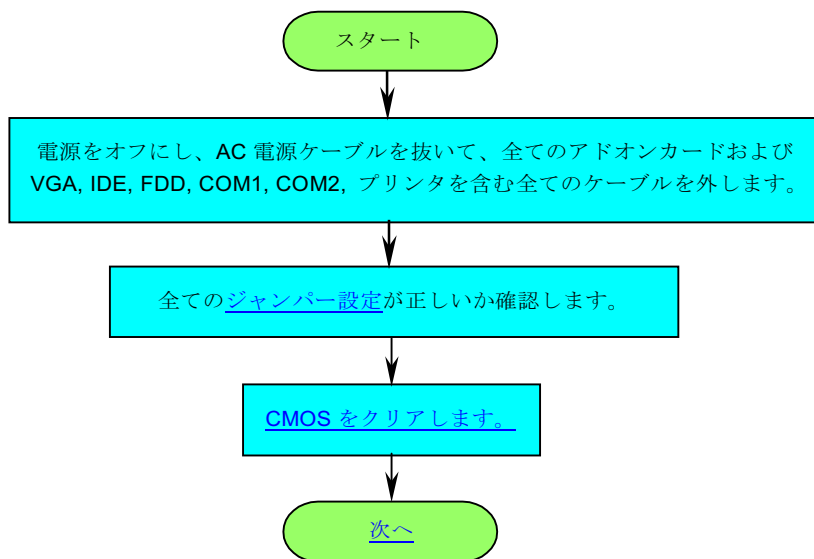 スタート
電源をオフにし、AC 電源ケーブルを抜いて、全てのアドオンカードおよび
VGA, IDE, FDD, COM1, COM2, プリンタを含む全てのケーブルを外します。
全てのジャンパー設定が正しいか確認します。
CMOS をクリアします。
次へ